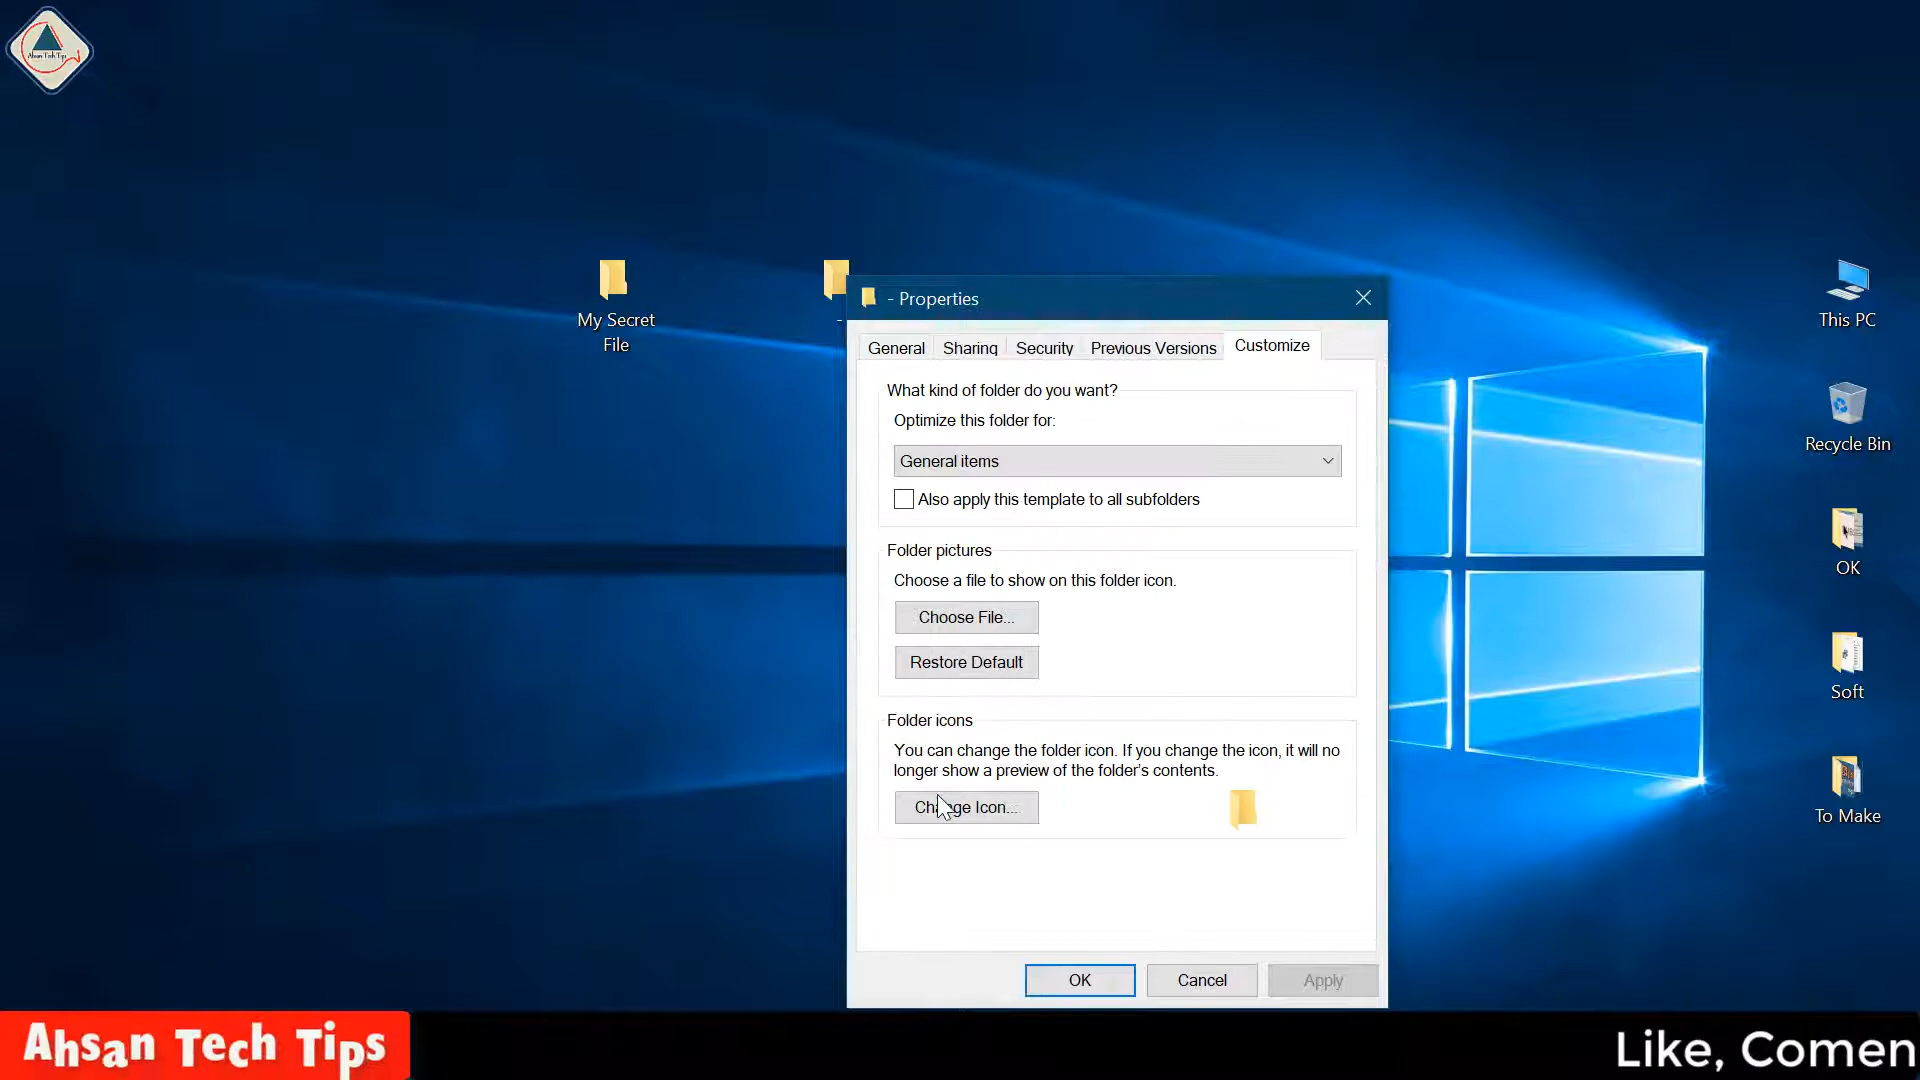 Ahsan Tech Tips
My Secret
File
-
- Properties
General
Sharing
Security
Previous Versions
Customize
What kind of folder do you want?
Optimize this folder for:
General items
Also apply this template to all subfolders
Folder pictures
Choose a file to show on this folder icon.
Choose File...
Restore Default
Folder icons
You can change the folder icon. If you change the icon, it will no
longer show a preview of the folder's contents.
Change Icon...
OK
Cancel
Apply
This PC
Recycle Bin
OK
Soft
To Make
Ahsan Tech Tips
Like, Comen